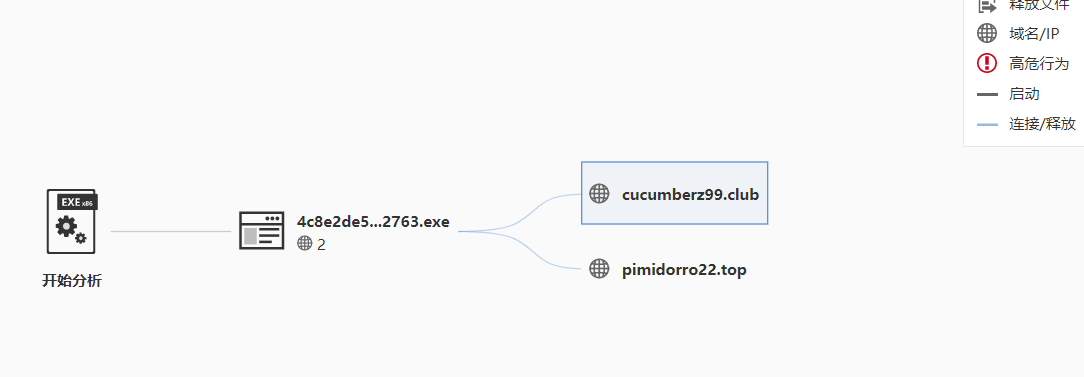 释放文件
域名/IP
高危行为
启动
连接/释放
EXE x86
开始分析
4c8e2de5...2763.exe
2
cucumberz99.club
pimidorro22.top